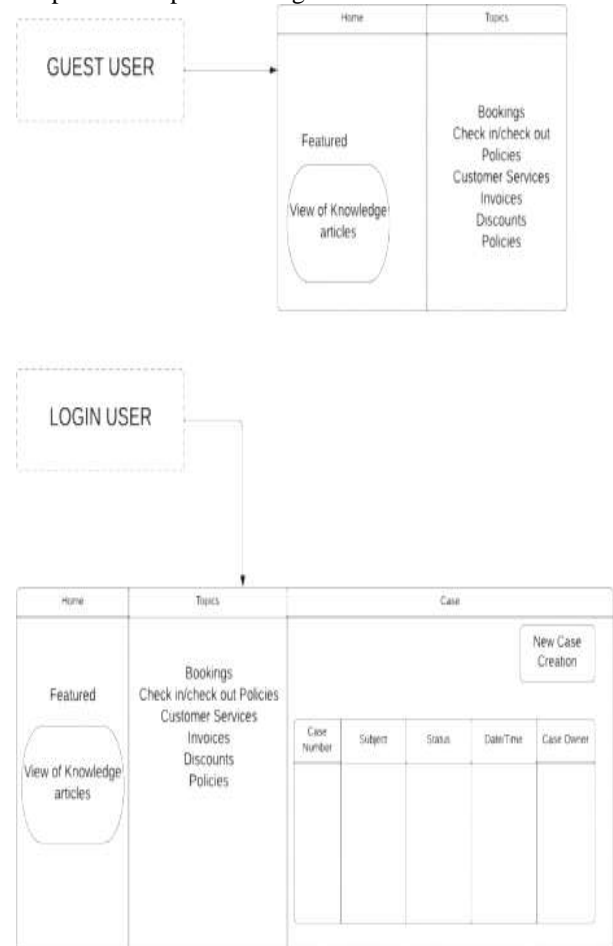 GUEST USER
Home
Topics
Featured
View of Knowledge
articles
Bookings
Check in/check out
Policies
Customer Services
Invoices
Discounts
Policies
LOGIN USER
Home
Topics
Case
Featured
View of Knowledge
articles
Bookings
Check in/check out Policies
Customer Services
Invoices
Discounts
Policies
New Case
Creation
Case
Number
Subject
Status
Date/Time
Case Owner